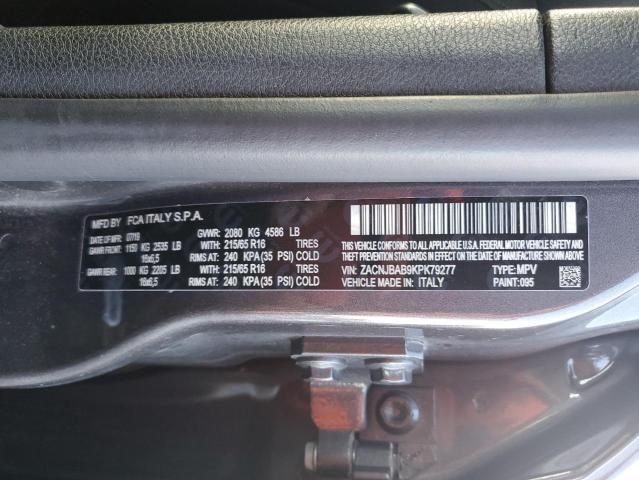 MFD BY FCA ITALY S.P.A.
DATE OF MFR: 07/19 GVWR: 2080 KG 4586 LB
GAWR FRONT: 1150 KG 2535 LB WITH: 215/65 R16 TIRES
16x6,5 RIMS AT: 240 KPA(35 PSI) COLD
GAWR REAR: 1000 KG 2205 LB WITH: 215/65 R16 TIRES
16x6,5 RIMS AT: 240 KPA (35 PSI) COLD
THIS VEHICLE CONFORMS TO ALL APPLICABLE U.S.A. FEDERAL MOTOR VEHICLE SAFETY,
BUMPER, AND THEFT PREVENTION STANDARDS IN EFFECT ON THE DATE OF MANUFACTURE SHOWN ABOVE.
VIN: ZACNJBAB9KPK79277 TYPE: MPV
VEHICLE MADE IN: ITALY PAINT: 095